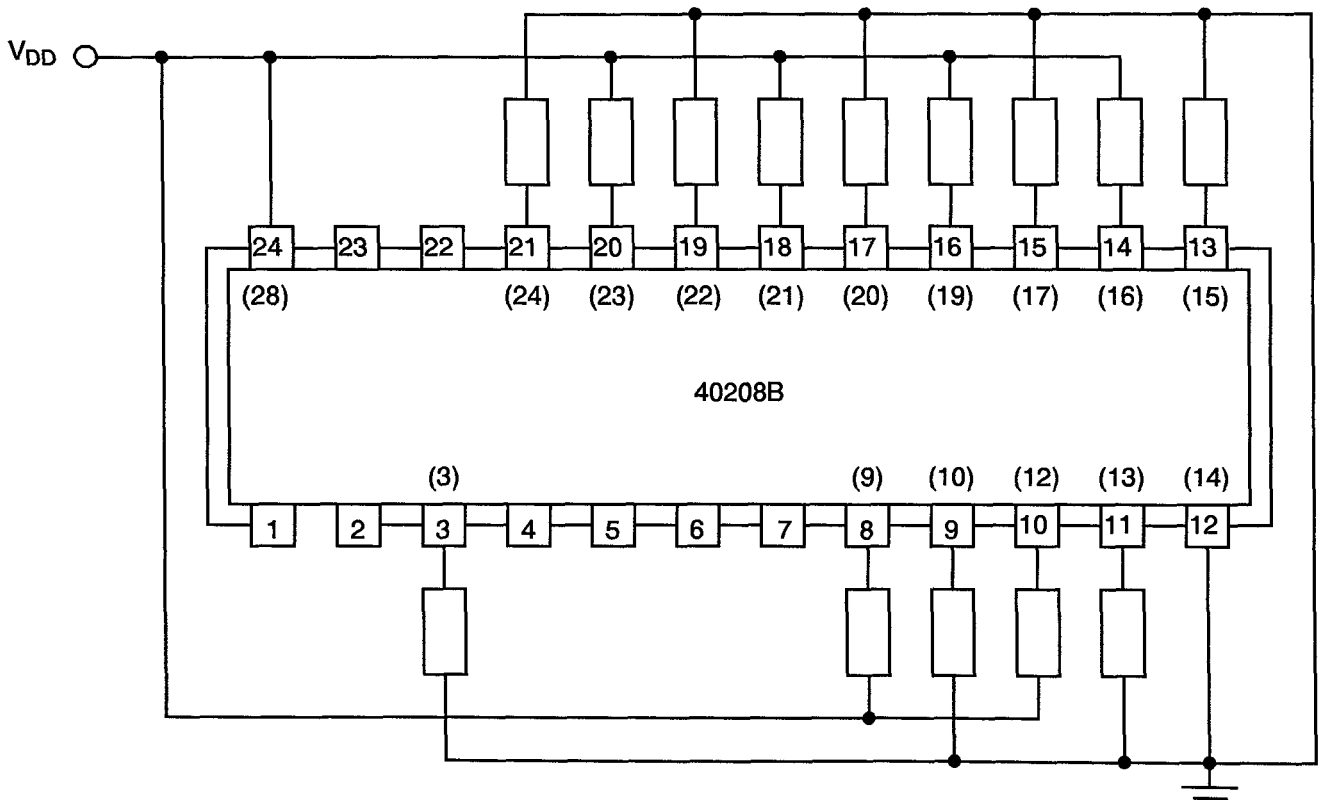 VDD
24 23 22 21 20 19 18 17 16 15 14 13
(28) (24) (23) (22) (21) (20) (19) (17) (16) (15)
40208B
(3) (9) (10) (12) (13) (14)
1 2 3 4 5 6 7 8 9 10 11 12